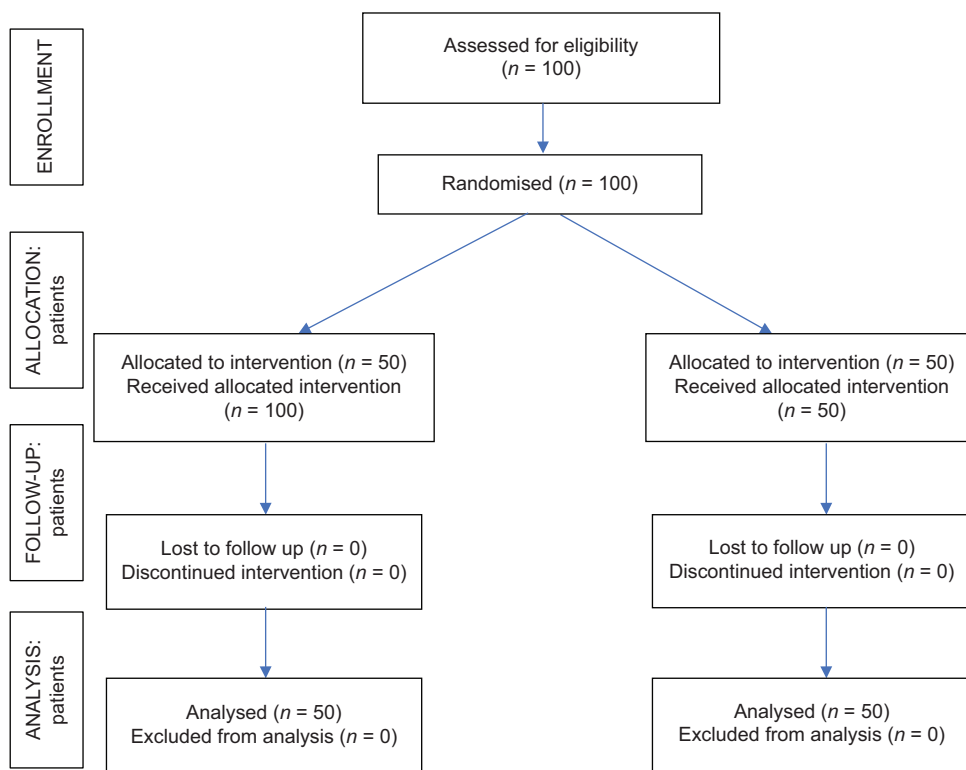 ENROLLMENT
Assessed for eligibility
(n = 100)
Randomised (n = 100)
ALLOCATION:
patients
Allocated to intervention (n = 50)
Received allocated intervention
(n = 100)
Allocated to intervention (n = 50)
Received allocated intervention
(n = 50)
FOLLOW-UP:
patients
Lost to follow up (n = 0)
Discontinued intervention (n = 0)
Lost to follow up (n = 0)
Discontinued intervention (n = 0)
ANALYSIS:
patients
Analysed (n = 50)
Excluded from analysis (n = 0)
Analysed (n = 50)
Excluded from analysis (n = 0)